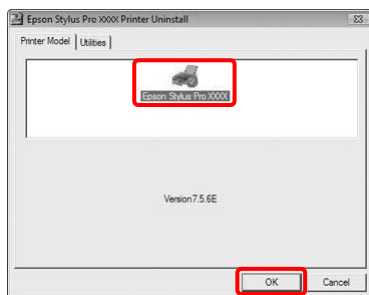 Epson Stylus Pro XXXX Printer Uninstall
Printer Model Utilities
Epson Stylus Pro XXXX
Version7.5.6E
OK Cancel